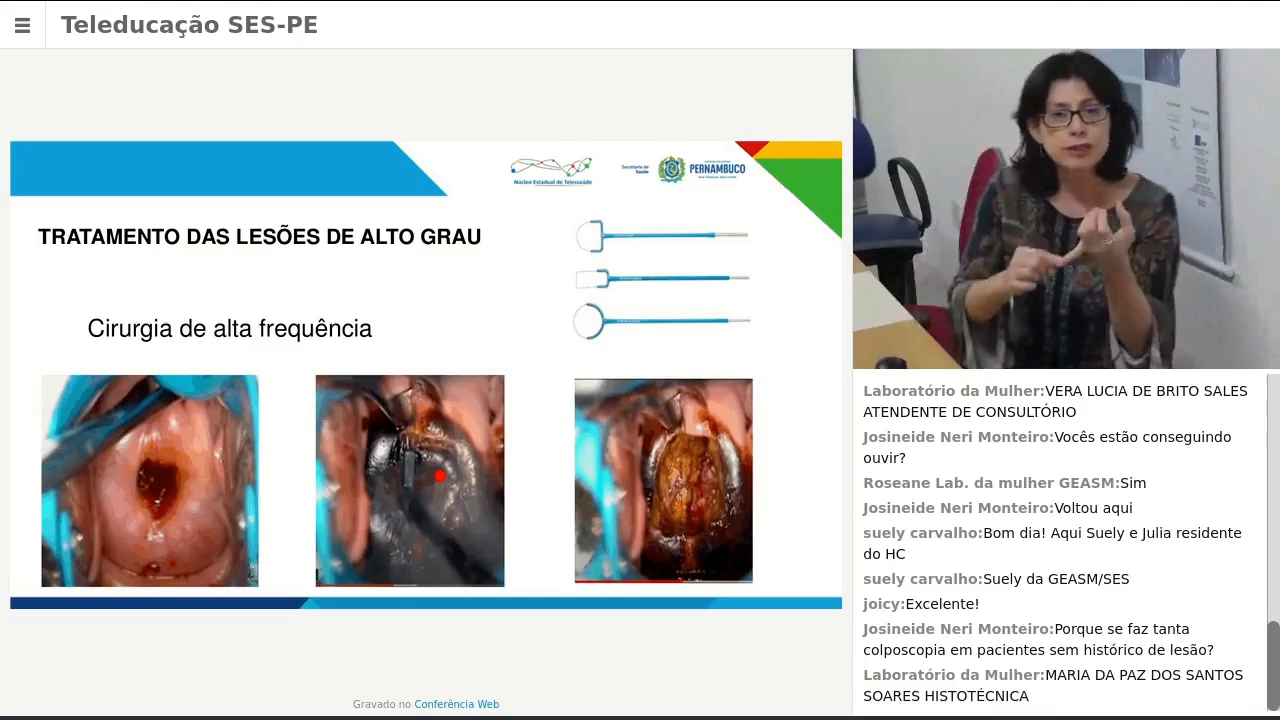 Teleducação SES-PE
Núcleo Estadual de Telessaúde
Secretaria de
Saúde
PERNAMBUCO
TRATAMENTO DAS LESÕES DE ALTO GRAU
Cirurgia de alta frequência
Gravado no Conferência Web
Laboratório da Mulher:VERA LUCIA DE BRITO SALES
ATENDENTE DE CONSULTÓRIO
Josineide Neri Monteiro:Vocês estão conseguindo
ouvir?
Roseane Lab. da mulher GEASM:Sim
Josineide Neri Monteiro:Voltou aqui
suely carvalho:Bom dia! Aqui Suely e Julia residente
do HC
suely carvalho:Suely da GEASM/SES
joicy:Excelente!
Josineide Neri Monteiro:Porque se faz tanta
colposcopia em pacientes sem histórico de lesão?
Laboratório da Mulher:MARIA DA PAZ DOS SANTOS
SOARES HISTOTÉCNICA